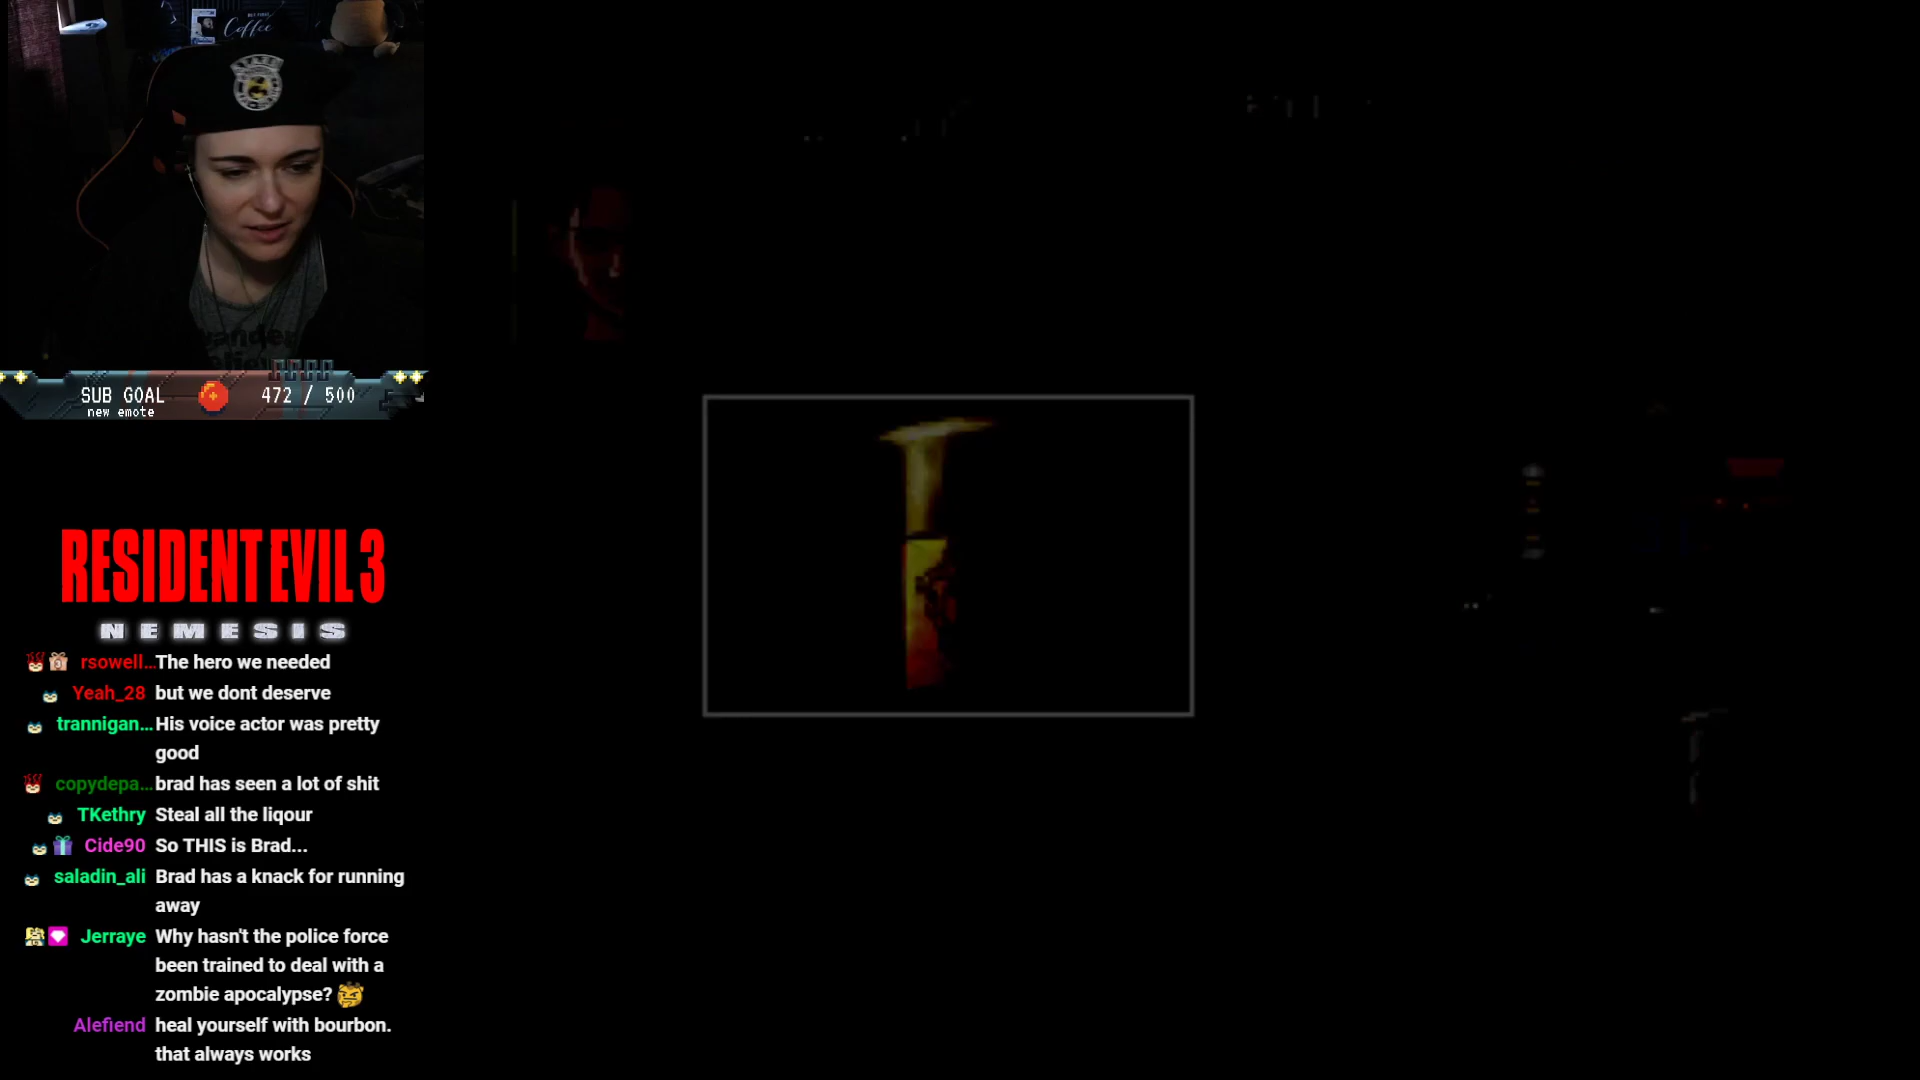 Coffee
SUB GOAL
472 / 500
new emote
RESIDENT EVIL 3
NEMESIS
rsowell… The hero we needed
Yeah_28 but we dont deserve
trannigan… His voice actor was pretty
good
copydepa… brad has seen a lot of shit
TKethry Steal all the liqour
Cide90 So THIS is Brad...
saladin_ali Brad has a knack for running
away
Jerraye Why hasn't the police force
been trained to deal with a
zombie apocalypse?
Alefiend heal yourself with bourbon.
that always works